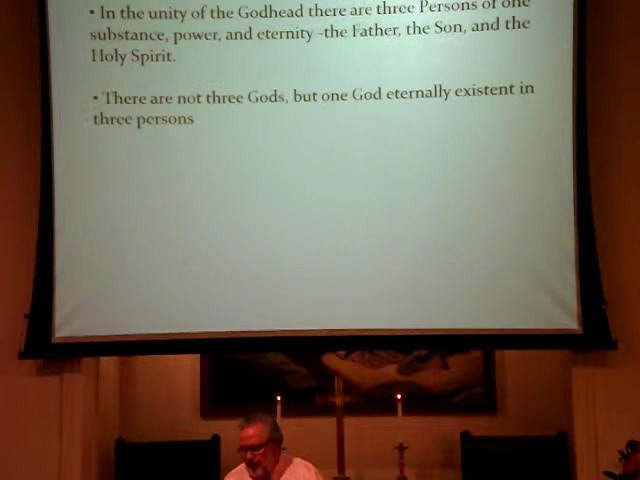 • In the unity of the Godhead there are three Persons of one
substance, power, and eternity -the Father, the Son, and the
Holy Spirit.
• There are not three Gods, but one God eternally existent in
three persons